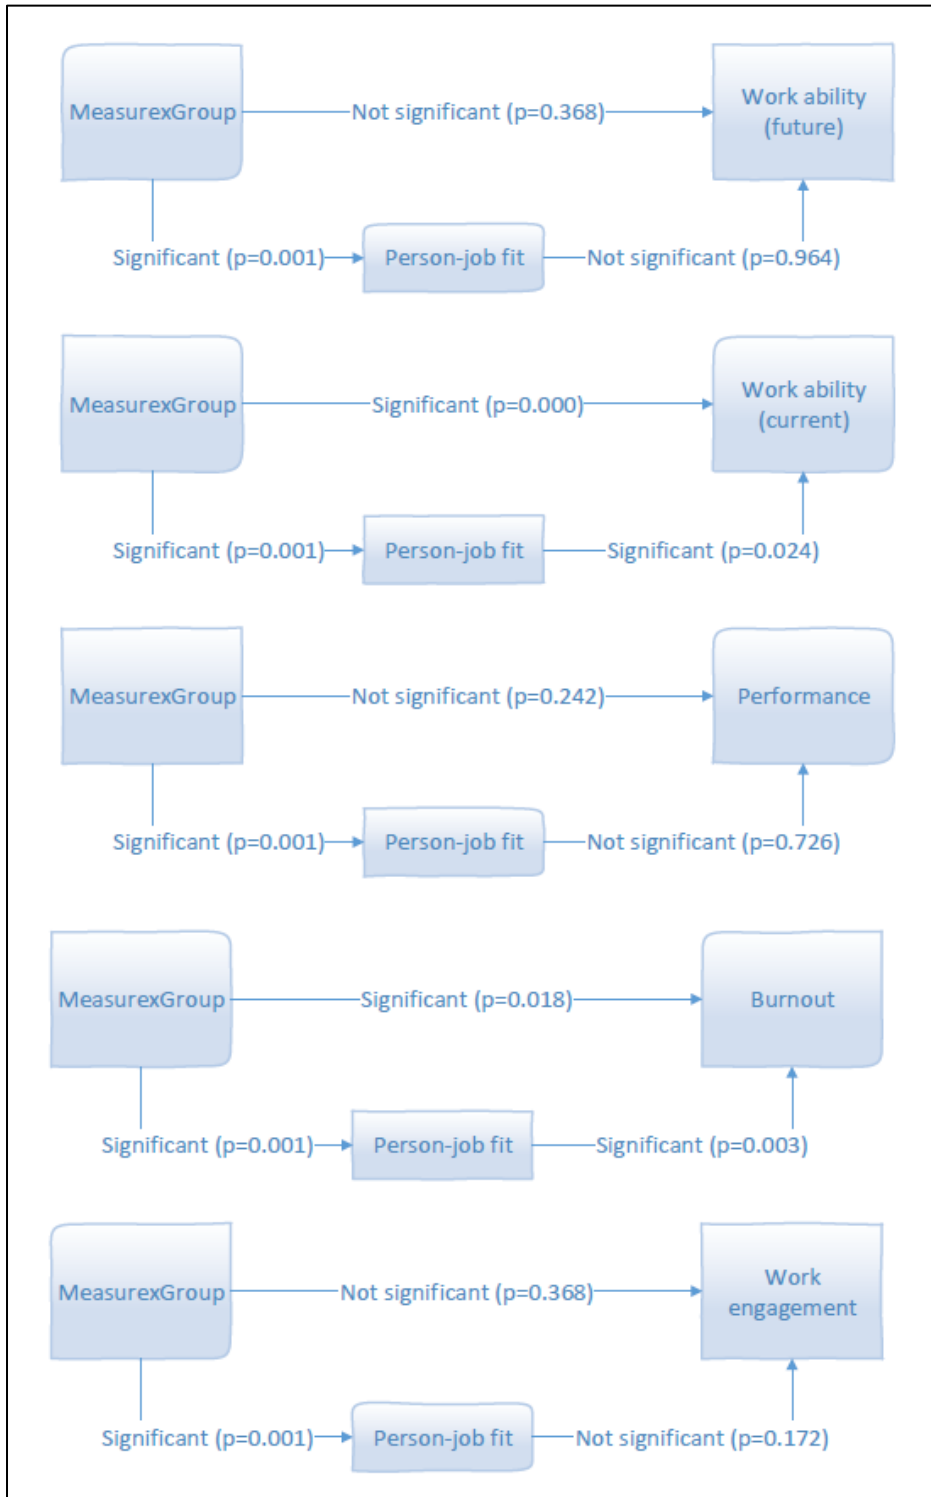 MeasurexGroup
Not significant (p=0.368)
Work ability
(future)
Significant (p=0.001)
Person-job fit
Not significant (p=0.964)
MeasurexGroup
Significant (p=0.000)
Work ability
(current)
Significant (p=0.001)
Person-job fit
Significant (p=0.024)
MeasurexGroup
Not significant (p=0.242)
Performance
Significant (p=0.001)
Person-job fit
Not significant (p=0.726)
MeasurexGroup
Significant (p=0.018)
Burnout
Significant (p=0.001)
Person-job fit
Significant (p=0.003)
MeasurexGroup
Not significant (p=0.368)
Work
engagement
Significant (p=0.001)
Person-job fit
Not significant (p=0.172)